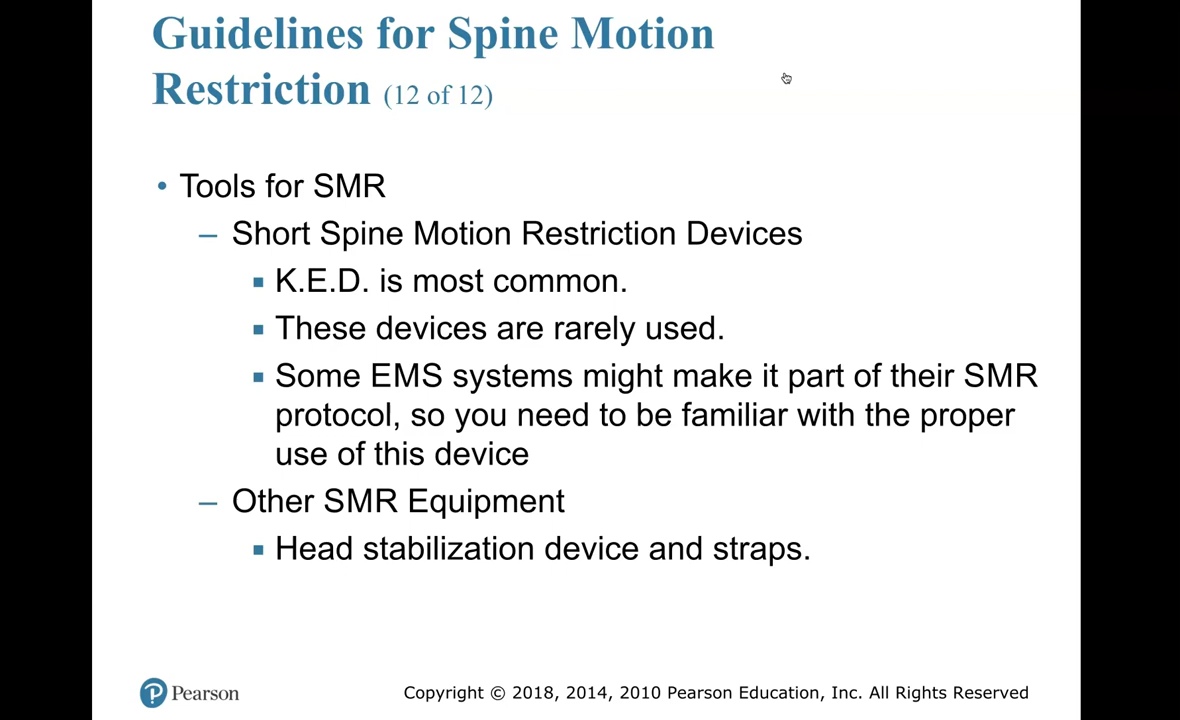 Guidelines for Spine Motion
Restriction (12 of 12)
• Tools for SMR
– Short Spine Motion Restriction Devices
▪ K.E.D. is most common.
▪ These devices are rarely used.
▪ Some EMS systems might make it part of their SMR
protocol, so you need to be familiar with the proper
use of this device
– Other SMR Equipment
▪ Head stabilization device and straps.
Pearson
Copyright © 2018, 2014, 2010 Pearson Education, Inc. All Rights Reserved